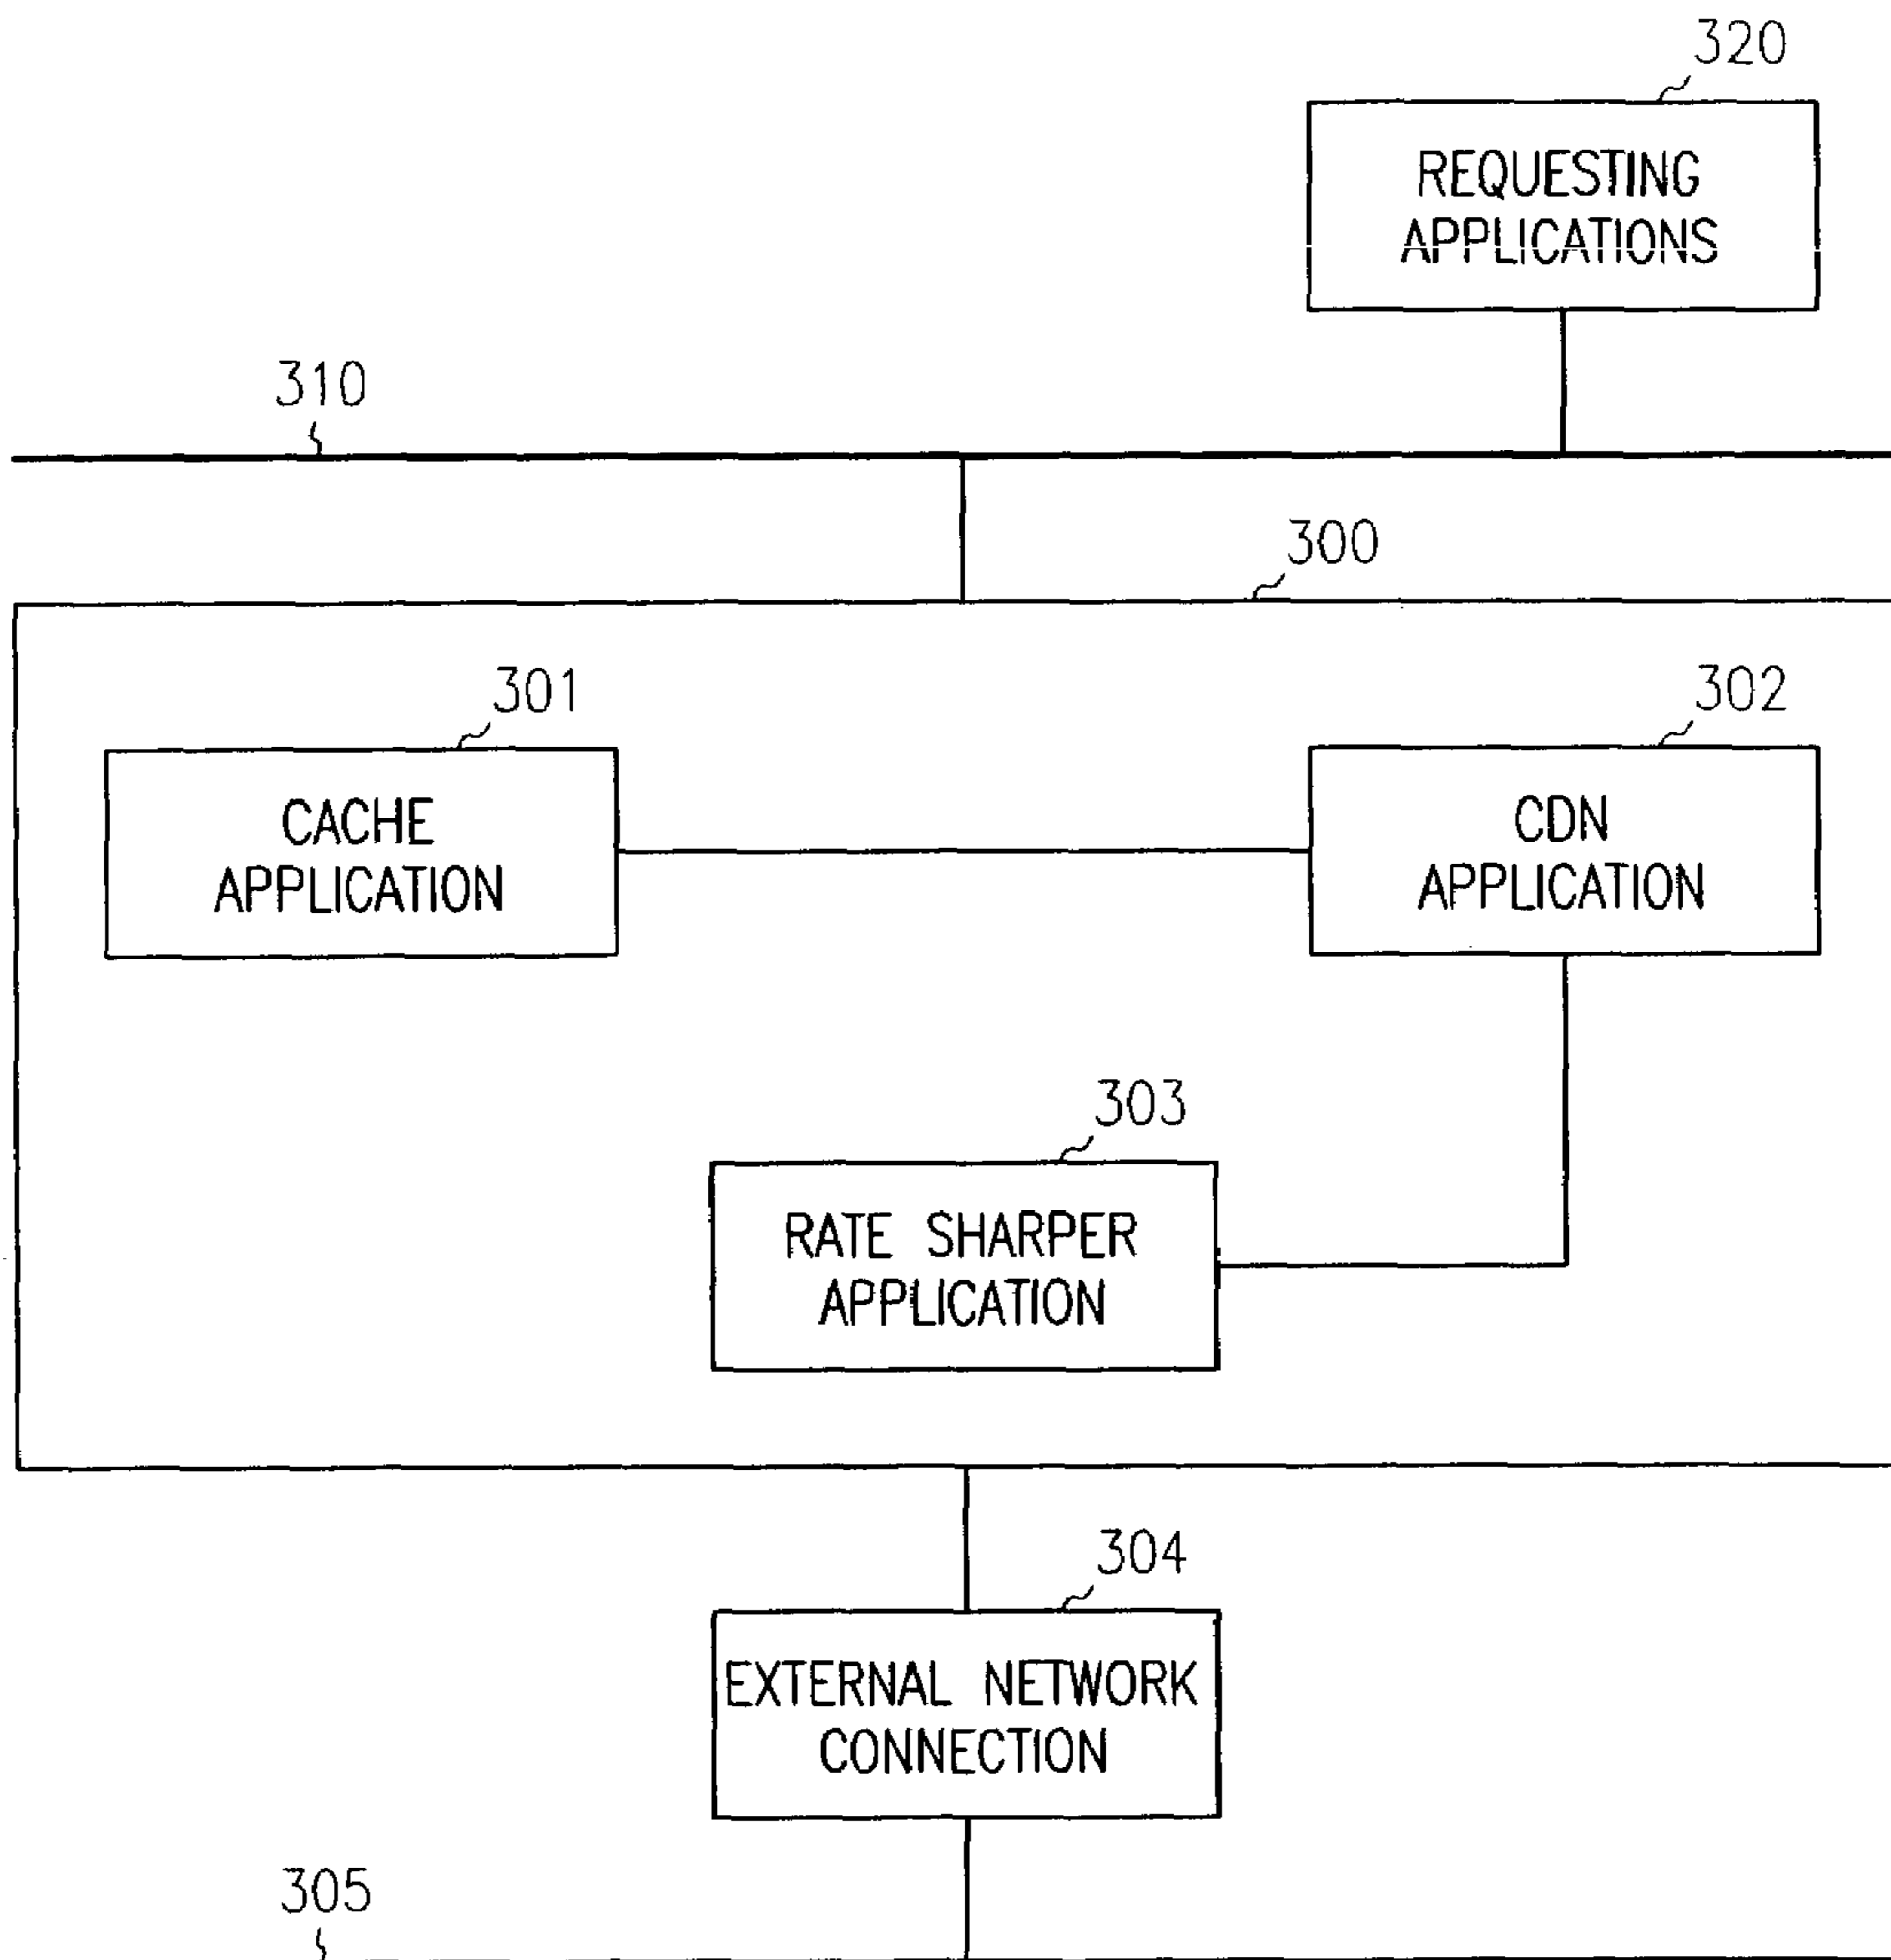 320
REQUESTING
APPLICATIONS
310
300
301
302
CACHE
APPLICATION
CDN
APPLICATION
303
RATE SHARPER
APPLICATION
304
EXTERNAL NETWORK
CONNECTION
305